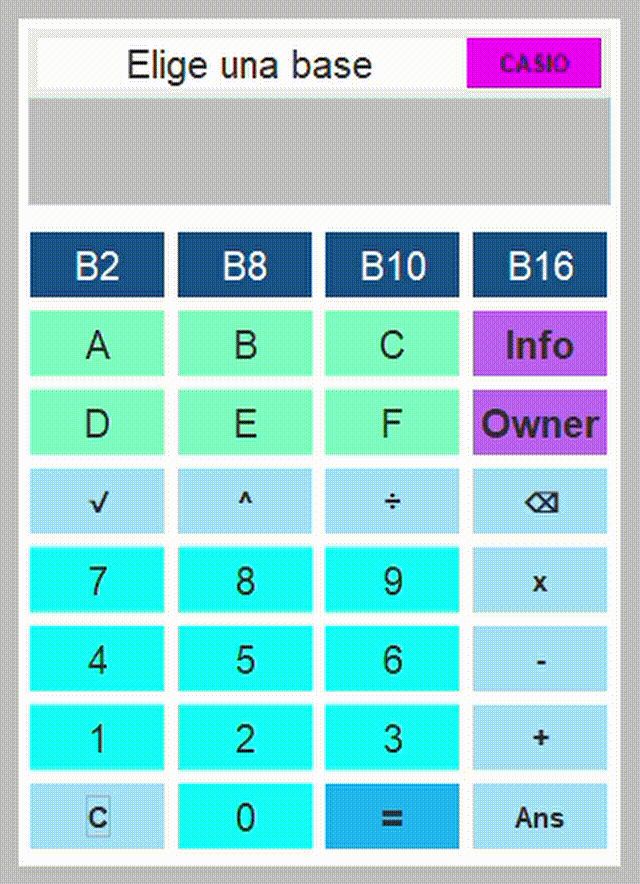 Elige una base CASIO
B2 B8 B10 B16
A B C Info
D E F Owner
√ ^ ÷ ⌫
7 8 9 x
4 5 6 -
1 2 3 +
C 0 = Ans